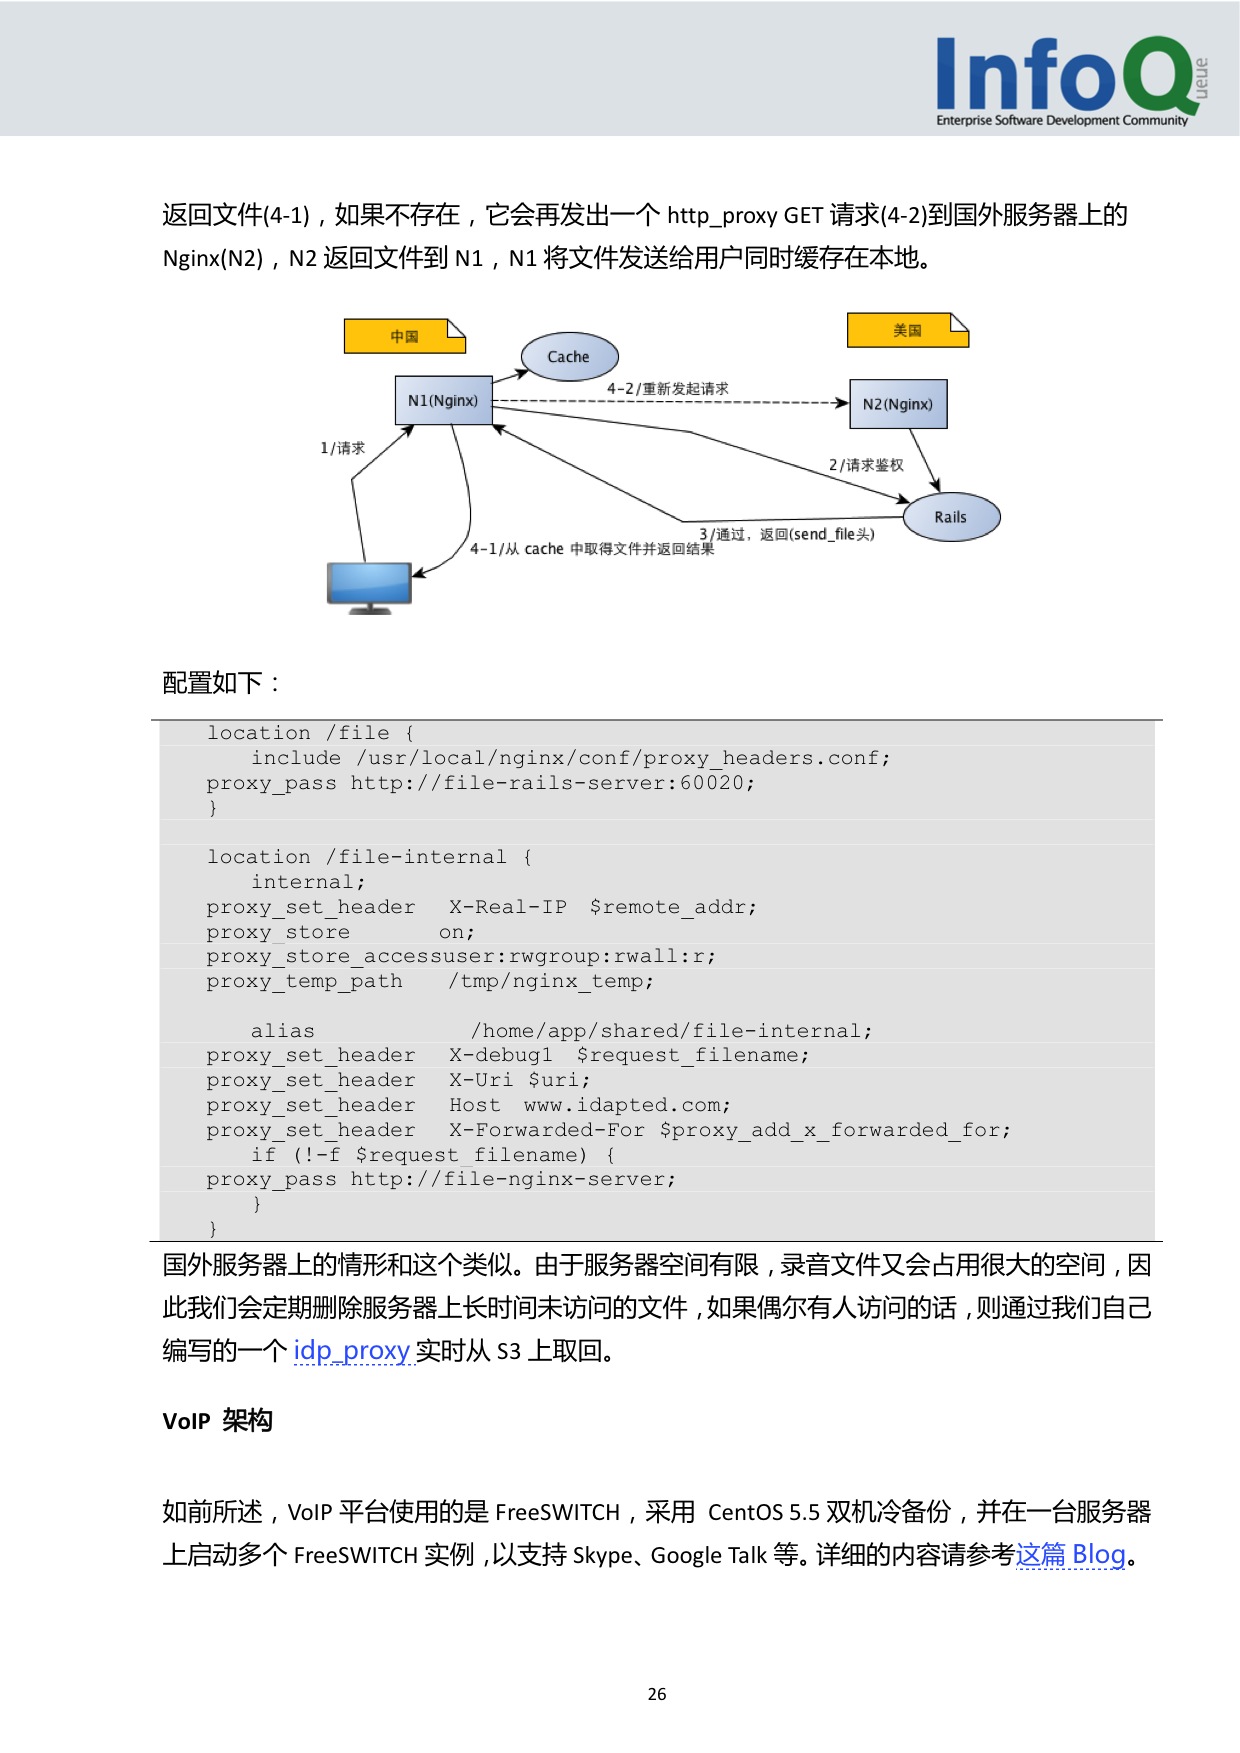 InfoQueue
Enterprise Software Development Community
返回文件(4-1)，如果不存在，它会再发出一个 http_proxy GET 请求(4-2)到国外服务器上的
Nginx(N2)，N2 返回文件到 N1，N1 将文件发送给用户同时缓存在本地。
中国
美国
Cache
4-2/重新发起请求
N1(Nginx)
N2(Nginx)
1/请求
2/请求鉴权
Rails
3/通过，返回(send_file头)
4-1/从 cache 中取得文件并返回结果
配置如下：
location /file {
include /usr/local/nginx/conf/proxy_headers.conf;
proxy_pass http://file-rails-server:60020;
}
location /file-internal {
internal;
proxy_set_header X-Real-IP $remote_addr;
proxy_store on;
proxy_store_accessuser:rwgroup:rwall:r;
proxy_temp_path /tmp/nginx_temp;
alias /home/app/shared/file-internal;
proxy_set_header X-debug1 $request_filename;
proxy_set_header X-Uri $uri;
proxy_set_header Host www.idapted.com;
proxy_set_header X-Forwarded-For $proxy_add_x_forwarded_for;
if (!-f $request_filename) {
proxy_pass http://file-nginx-server;
}
}
国外服务器上的情形和这个类似。由于服务器空间有限，录音文件又会占用很大的空间，因
此我们会定期删除服务器上长时间未访问的文件，如果偶尔有人访问的话，则通过我们自己
编写的一个 idp_proxy 实时从 S3 上取回。
VoIP 架构
如前所述，VoIP 平台使用的是 FreeSWITCH，采用 CentOS 5.5 双机冷备份，并在一台服务器
上启动多个 FreeSWITCH 实例，以支持 Skype、Google Talk 等。详细的内容请参考这篇 Blog。
26